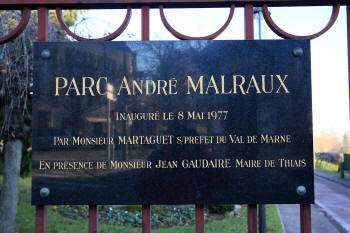 PARC ANDRÉ MALRAUX
INAUGURÉ LE 8 MAI 1977
PAR MONSIEUR MARTAGUET S/PREFET DU VAL DE MARNE
EN PRÉSENCE DE MONSIEUR JEAN GAUDAIRE MAIRE DE THIAIS